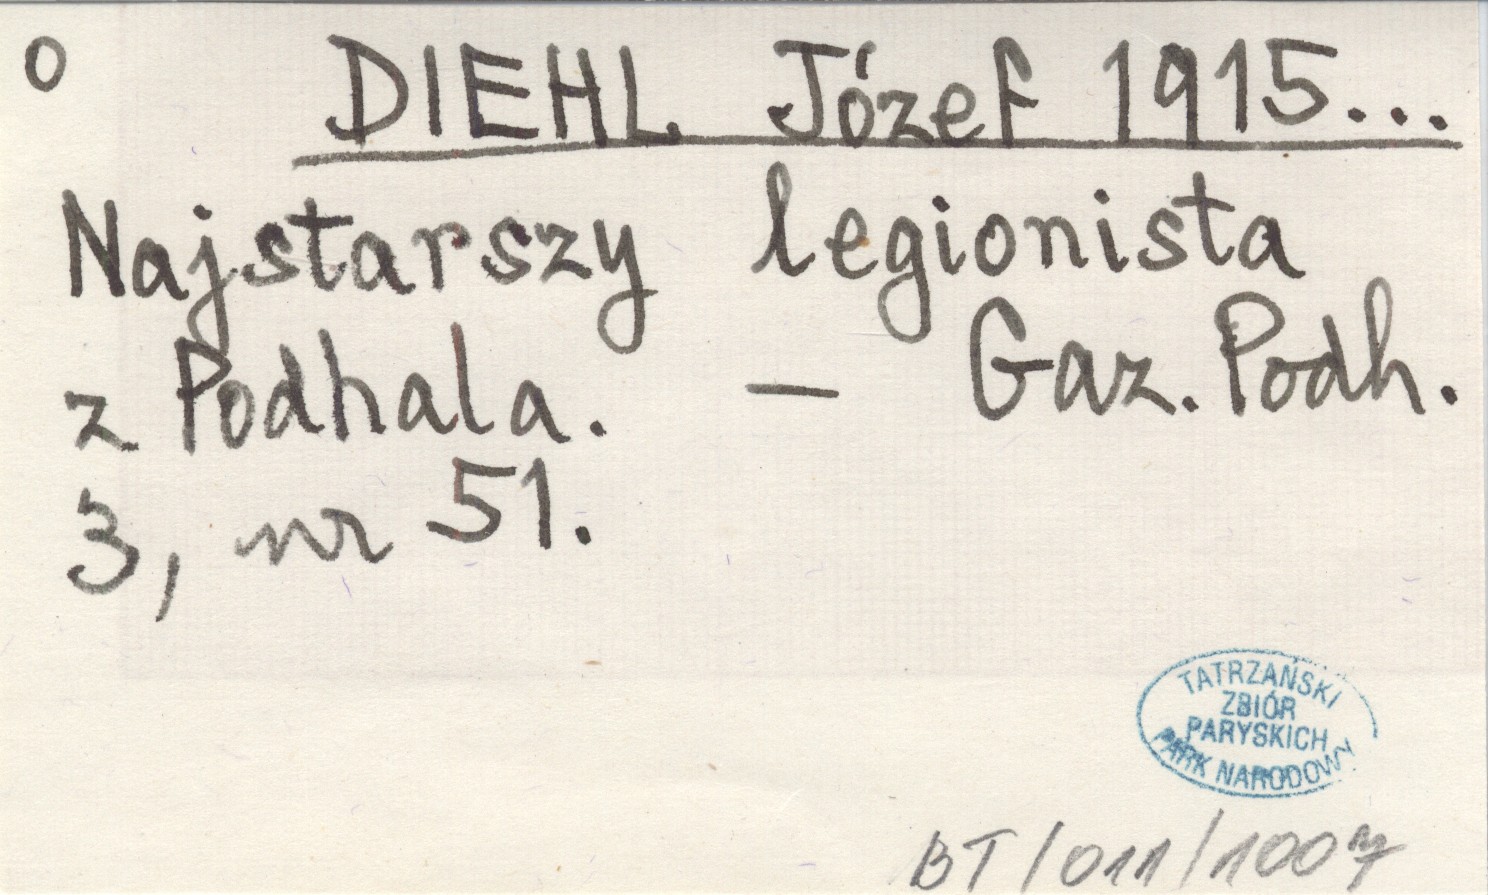 o DIEHL Józef 1915...
Najstarszy legionista
z Podhala. — Gaz. Podh.
3, nr 51.
TATRZAŃSKI
ZBIÓR
PARYSKICH
PARK NARODOWY
BT/011/1007